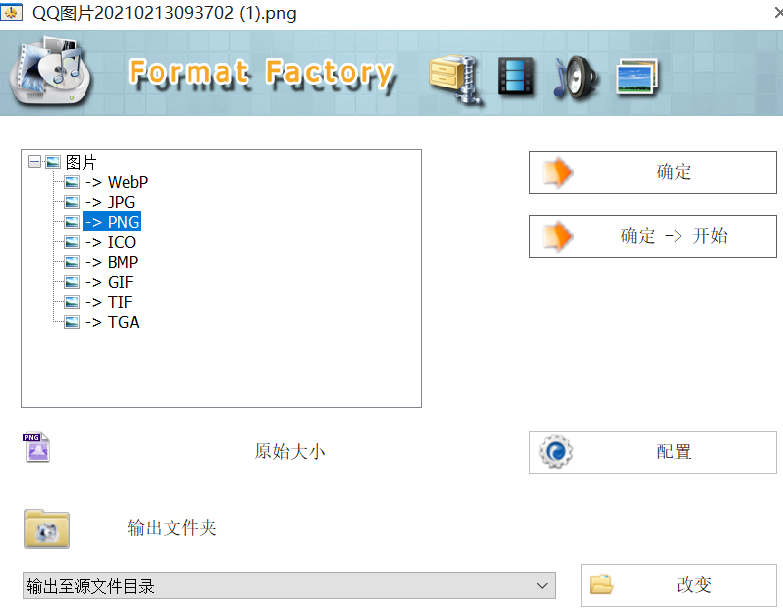 QQ图片20210213093702 (1).png
Format Factory
图片
-> WebP
-> JPG
-> PNG
-> ICO
-> BMP
-> GIF
-> TIF
-> TGA
确定
确定 -> 开始
PNG
原始大小
配置
输出文件夹
输出至源文件目录
改变